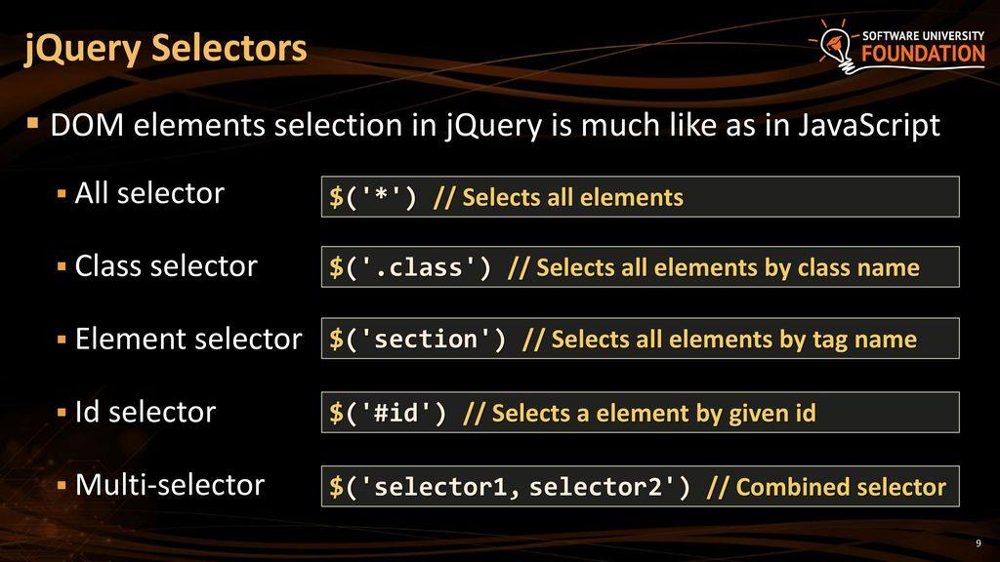 jQuery Selectors
SOFTWARE UNIVERSITY
FOUNDATION
DOM elements selection in jQuery is much like as in JavaScript
All selector
$('*') // Selects all elements
Class selector
$('.class') // Selects all elements by class name
Element selector
$('section') // Selects all elements by tag name
Id selector
$('#id') // Selects a element by given id
Multi-selector
$('selector1, selector2') // Combined selector
9